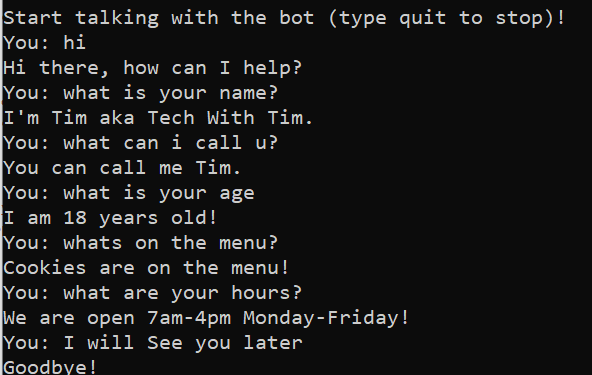 Start talking with the bot (type quit to stop)!
You: hi
Hi there, how can I help?
You: what is your name?
I'm Tim aka Tech With Tim.
You: what can i call u?
You can call me Tim.
You: what is your age
I am 18 years old!
You: whats on the menu?
Cookies are on the menu!
You: what are your hours?
We are open 7am-4pm Monday-Friday!
You: I will See you later
Goodbye!